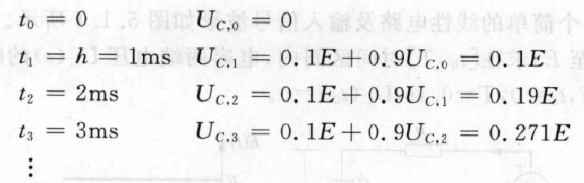 t₀ = 0 U_{C,0} = 0
t₁ = h = 1ms U_{C,1} = 0.1E + 0.9U_{C,0} = 0.1E
t₂ = 2ms U_{C,2} = 0.1E + 0.9U_{C,1} = 0.19E
t₃ = 3ms U_{C,3} = 0.1E + 0.9U_{C,2} = 0.271E
⋮